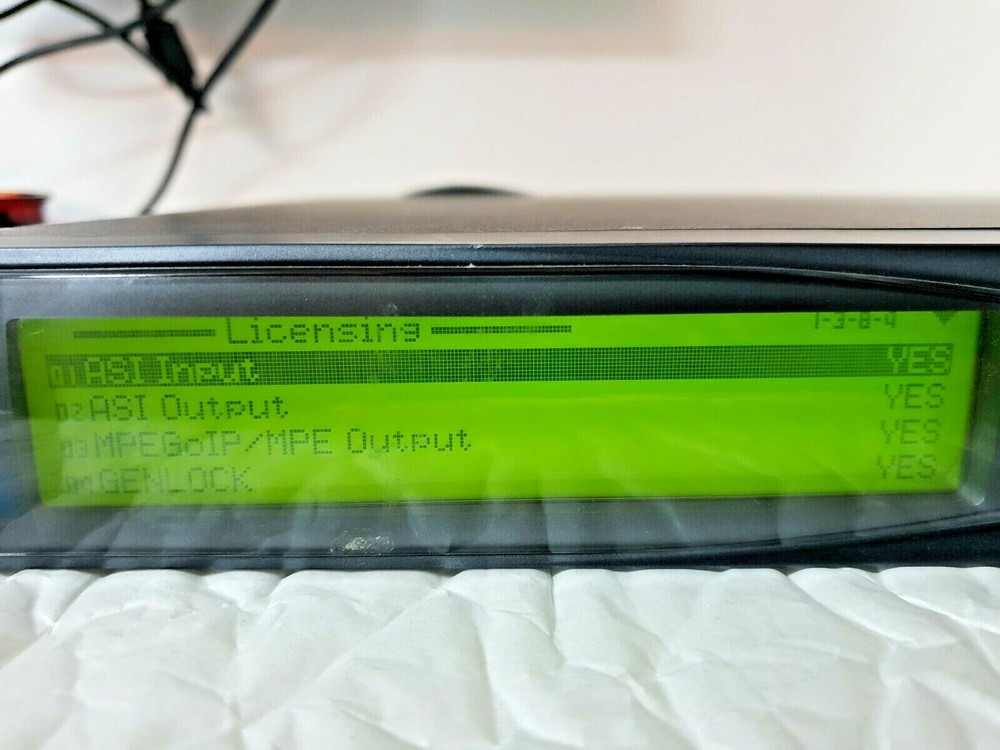 Licensing 1-3-8-4
01 ASI Input YES
02 ASI Output YES
03 MPEGoIP/MPE Output YES
04 GENLOCK YES